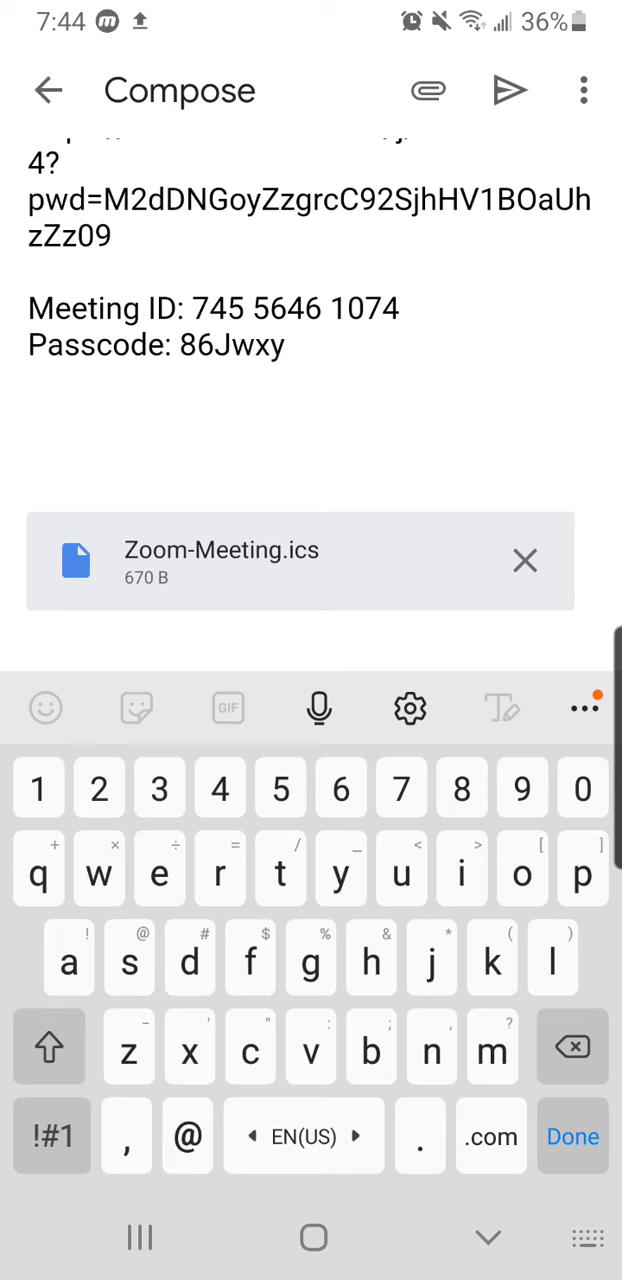 7:44 m 36%
Compose
4?
pwd=M2dDNGoyZzgrcC92SjhHV1BOaUh
zZz09
Meeting ID: 745 5646 1074
Passcode: 86Jwxy
Zoom-Meeting.ics
670 B
GIF
1 2 3 4 5 6 7 8 9 0
+ × ÷ = / _ < > [ ]
q w e r t y u i o p
! @ # $ % & * ( )
a s d f g h j k l
- ' " : ; , ?
z x c v b n m
!#1 , @ EN(US) . .com Done